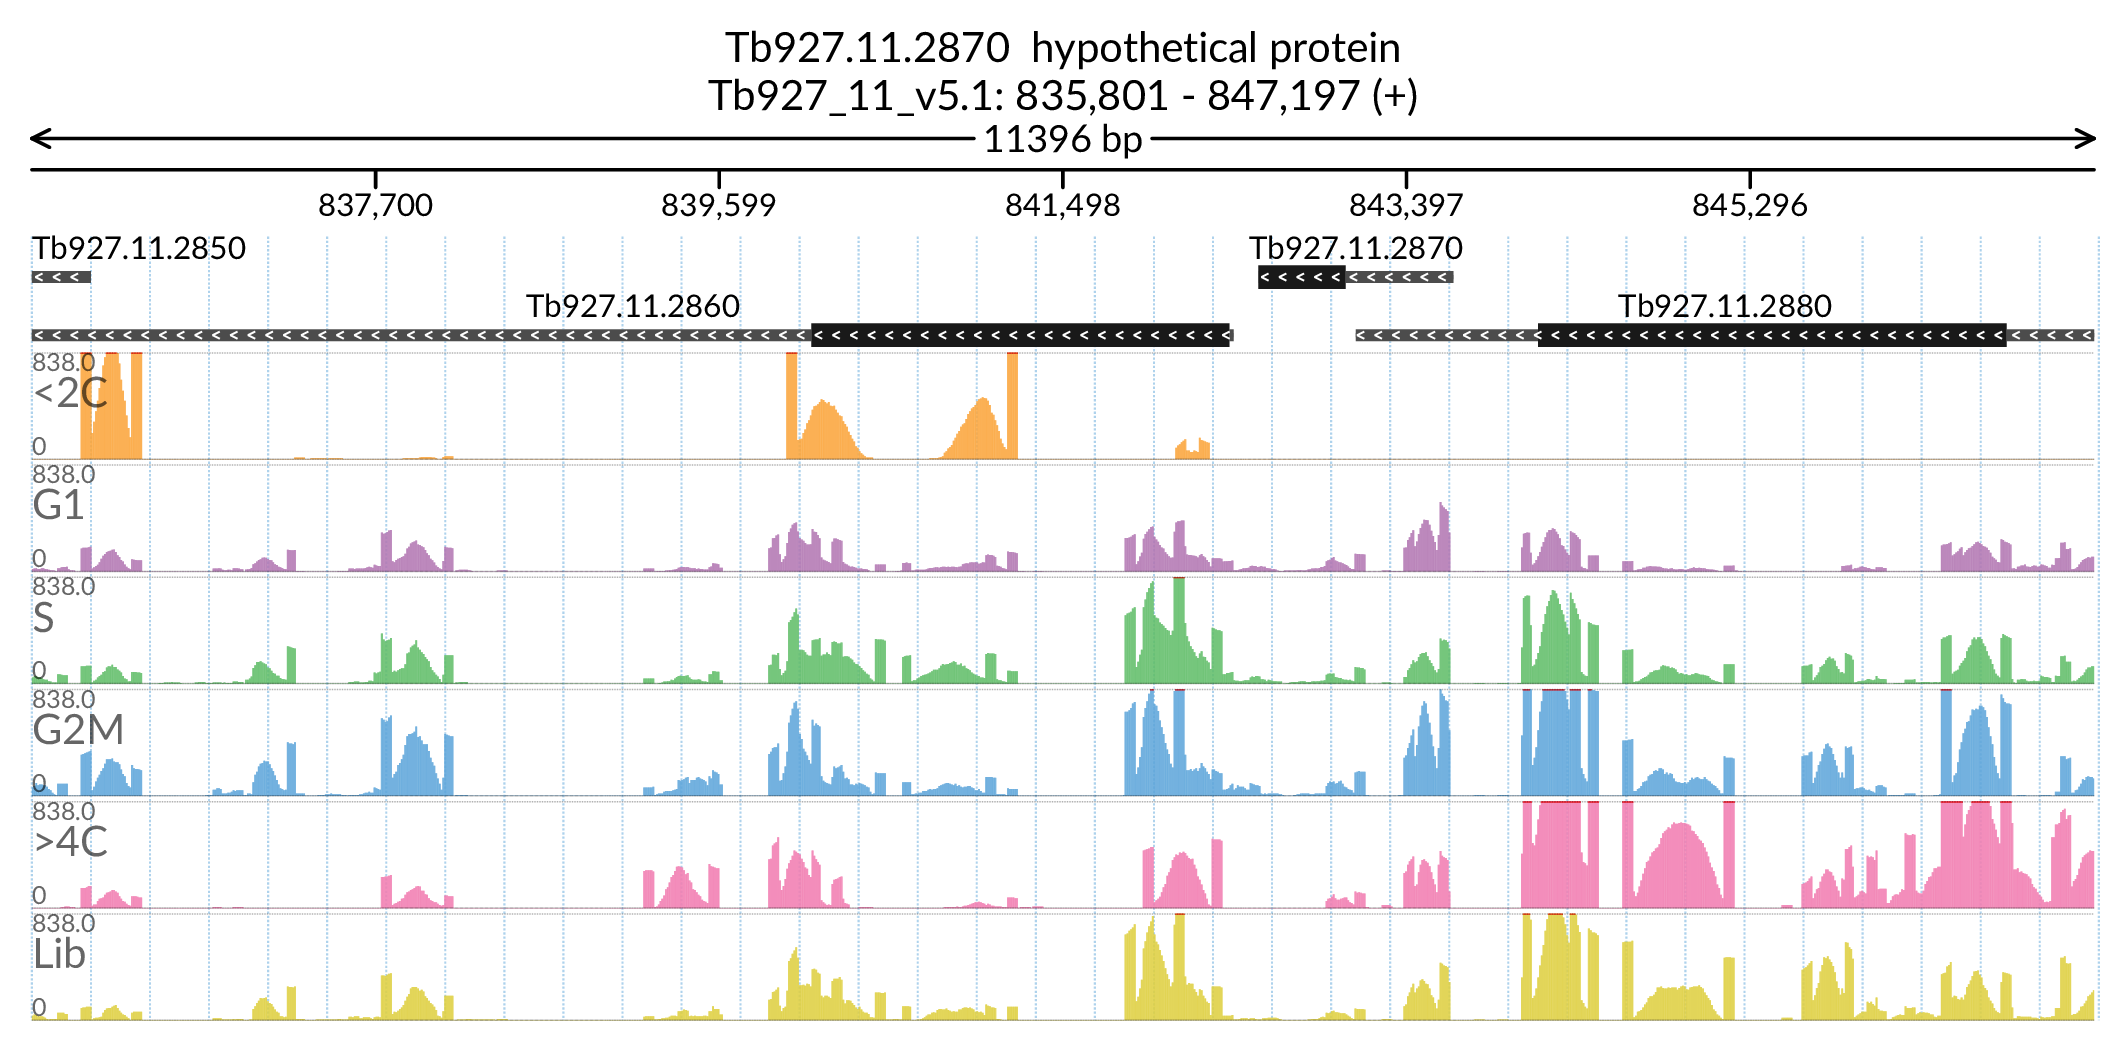 Tb927.11.2870  hypothetical protein
Tb927_11_v5.1: 835,801 - 847,197 (+)
11396 bp
837,700 839,599 841,498 843,397 845,296
Tb927.11.2850 Tb927.11.2870
Tb927.11.2860 Tb927.11.2880
838.0
<2C
0
838.0
G1
0
838.0
S
0
838.0
G2M
0
838.0
>4C
0
838.0
Lib
0